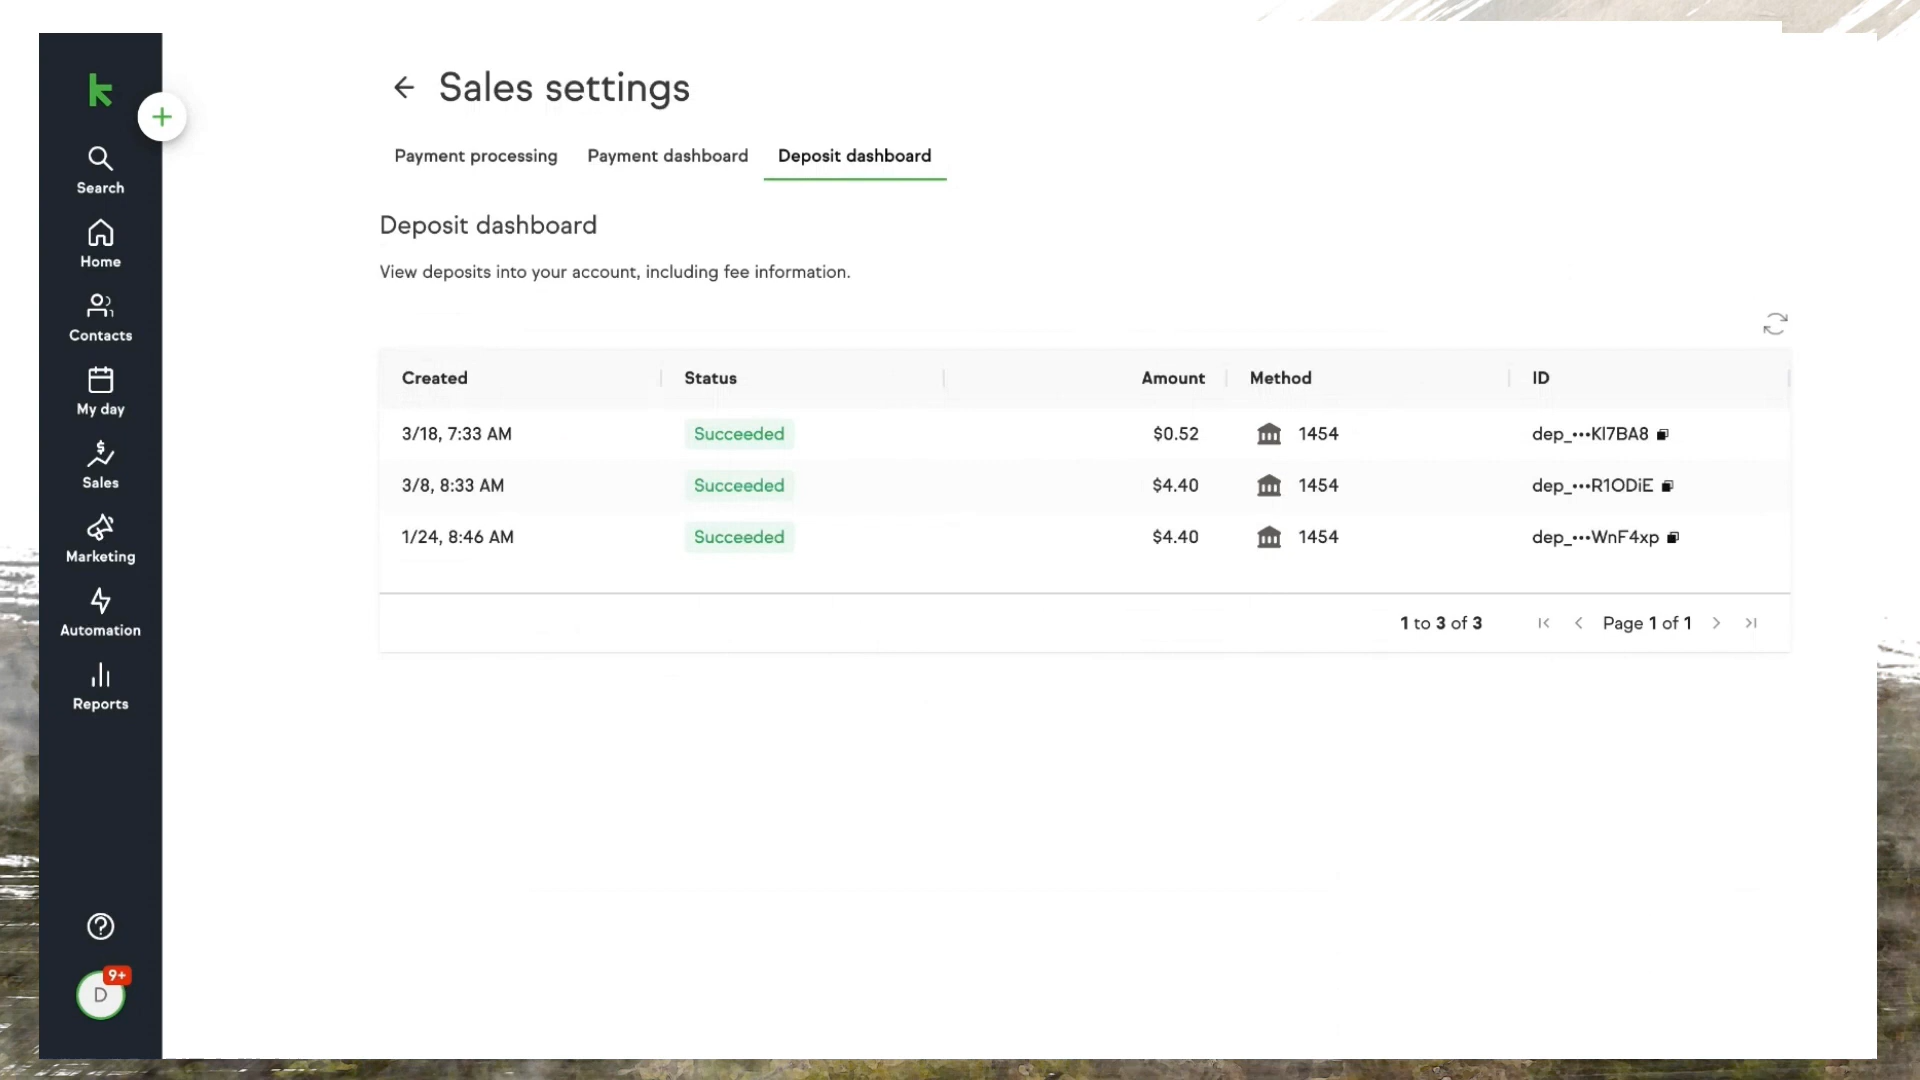 Sales settings
Payment processing Payment dashboard Deposit dashboard
Deposit dashboard
View deposits into your account, including fee information.
Created Status Amount Method ID
3/18, 7:33 AM Succeeded $0.52 1454 dep_•••Kl7BA8
3/8, 8:33 AM Succeeded $4.40 1454 dep_•••R1ODiE
1/24, 8:46 AM Succeeded $4.40 1454 dep_•••WnF4xp
1 to 3 of 3 Page 1 of 1
Search
Home
Contacts
My day
Sales
Marketing
Automation
Reports
9+
D